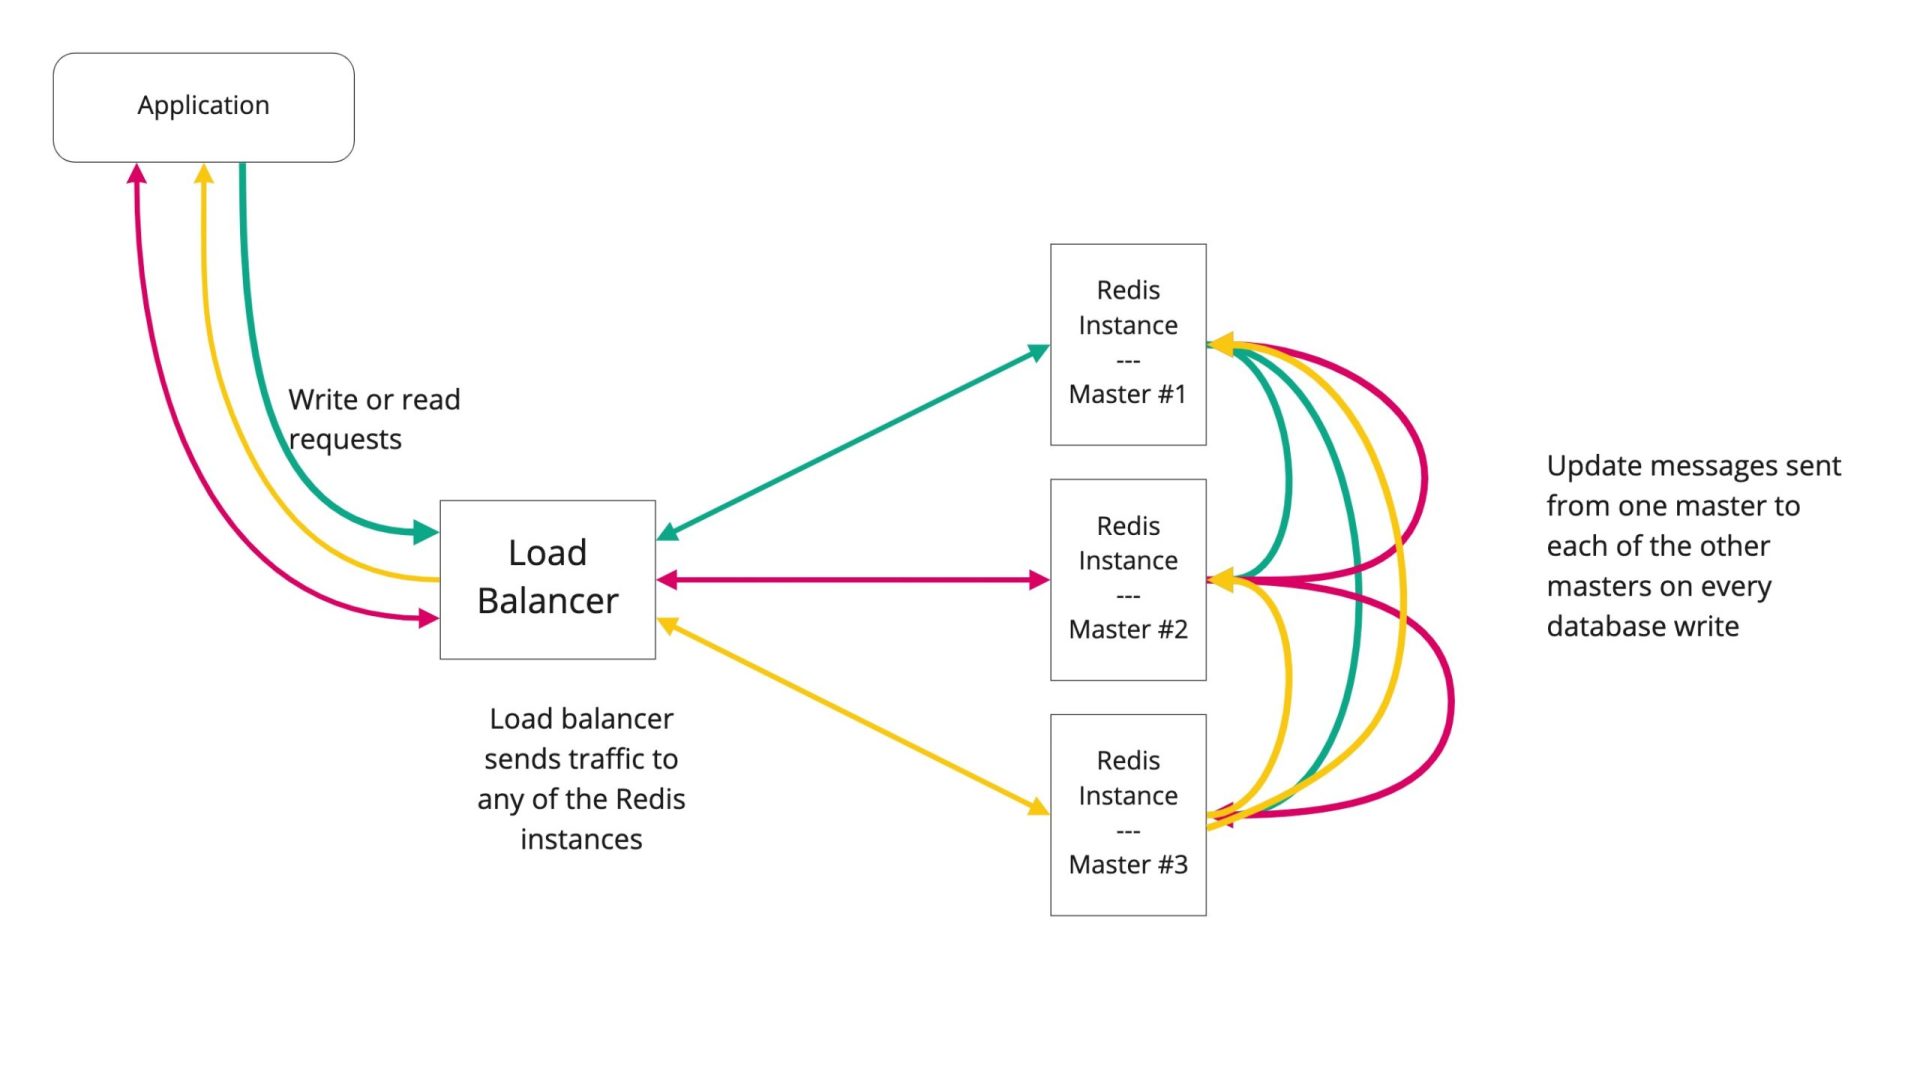 Application
Write or read
requests
Load
Balancer
Load balancer
sends traffic to
any of the Redis
instances
Redis
Instance
---
Master #1
Redis
Instance
---
Master #2
Redis
Instance
---
Master #3
Update messages sent
from one master to
each of the other
masters on every
database write